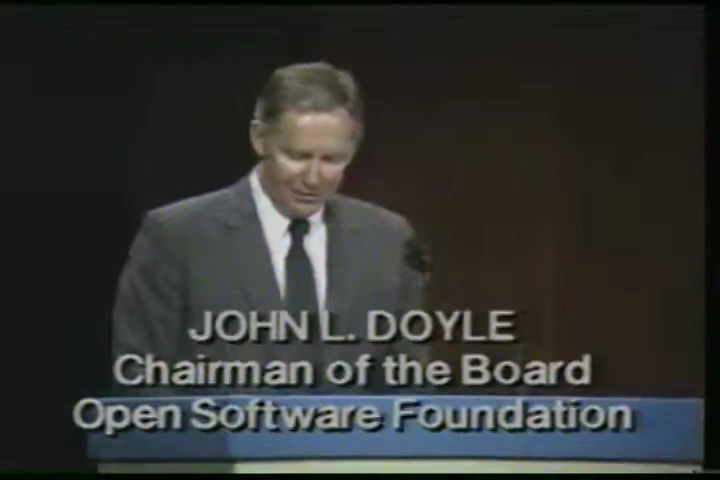 JOHN L. DOYLE
Chairman of the Board
Open Software Foundation